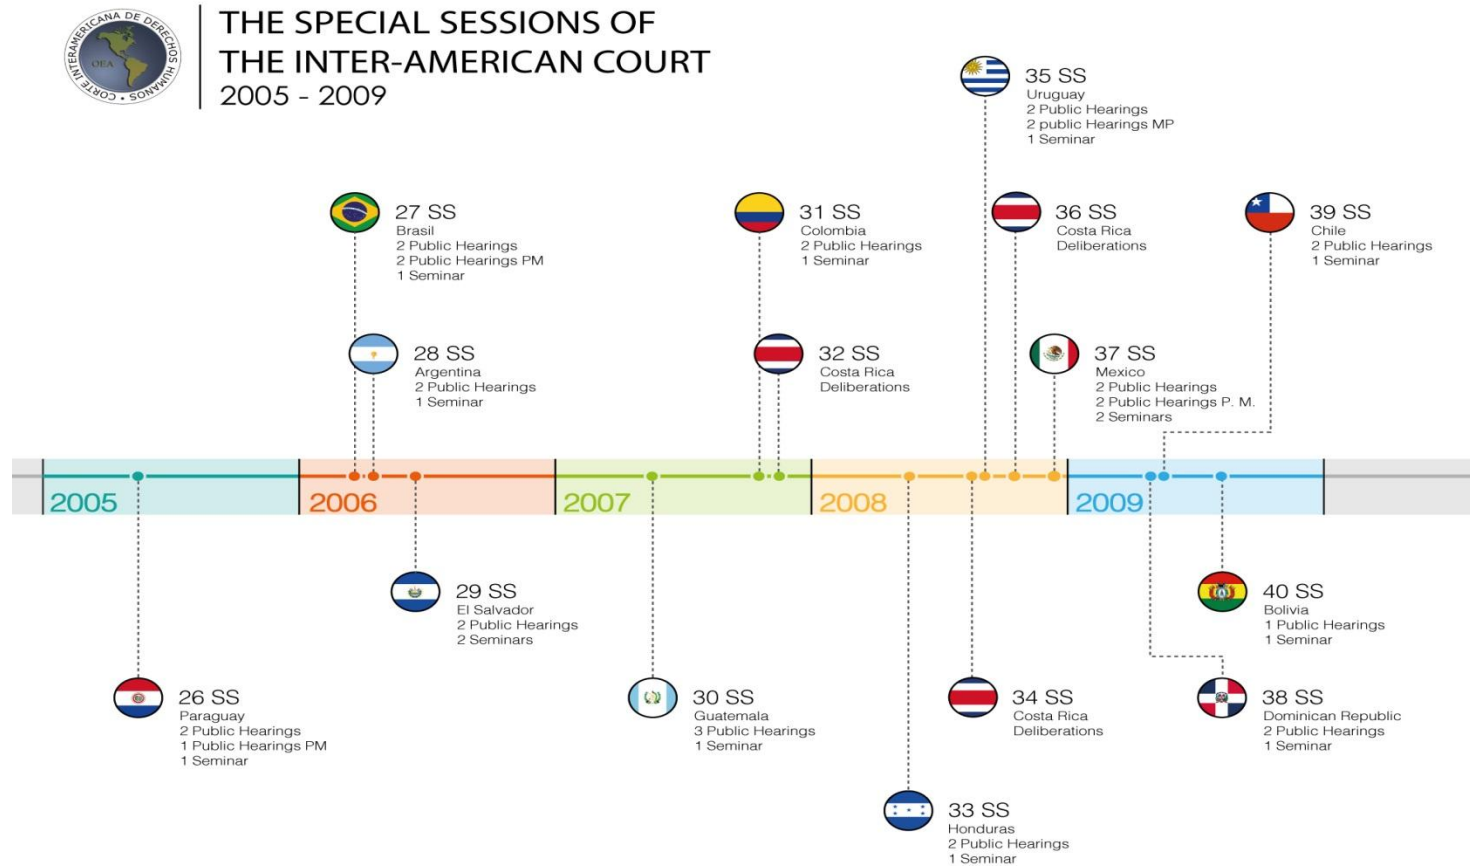 CORTE INTERAMERICANA DE DERECHOS HUMANOS •
OEA
THE SPECIAL SESSIONS OF
THE INTER-AMERICAN COURT
2005 - 2009
35 SS
Uruguay
2 Public Hearings
2 public Hearings MP
1 Seminar
27 SS
Brasil
2 Public Hearings
2 Public Hearings PM
1 Seminar
31 SS
Colombia
2 Public Hearings
1 Seminar
36 SS
Costa Rica
Deliberations
39 SS
Chile
2 Public Hearings
1 Seminar
28 SS
Argentina
2 Public Hearings
1 Seminar
32 SS
Costa Rica
Deliberations
37 SS
Mexico
2 Public Hearings
2 Public Hearings P. M.
2 Seminars
2005
2006
2007
2008
2009
29 SS
El Salvador
2 Public Hearings
2 Seminars
40 SS
Bolivia
1 Public Hearings
1 Seminar
26 SS
Paraguay
2 Public Hearings
1 Public Hearings PM
1 Seminar
30 SS
Guatemala
3 Public Hearings
1 Seminar
34 SS
Costa Rica
Deliberations
38 SS
Dominican Republic
2 Public Hearings
1 Seminar
33 SS
Honduras
2 Public Hearings
1 Seminar